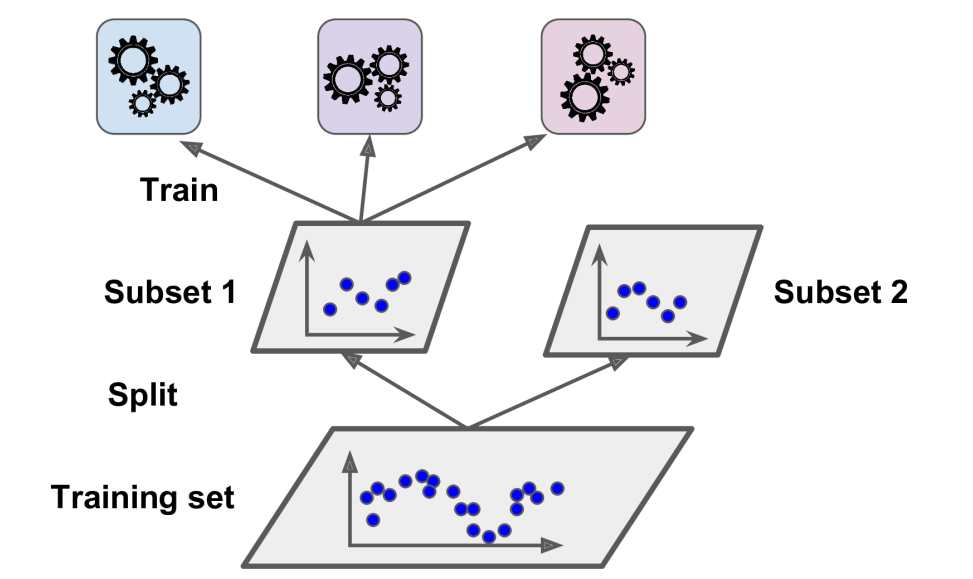 Train
Subset 1
Subset 2
Split
Training set